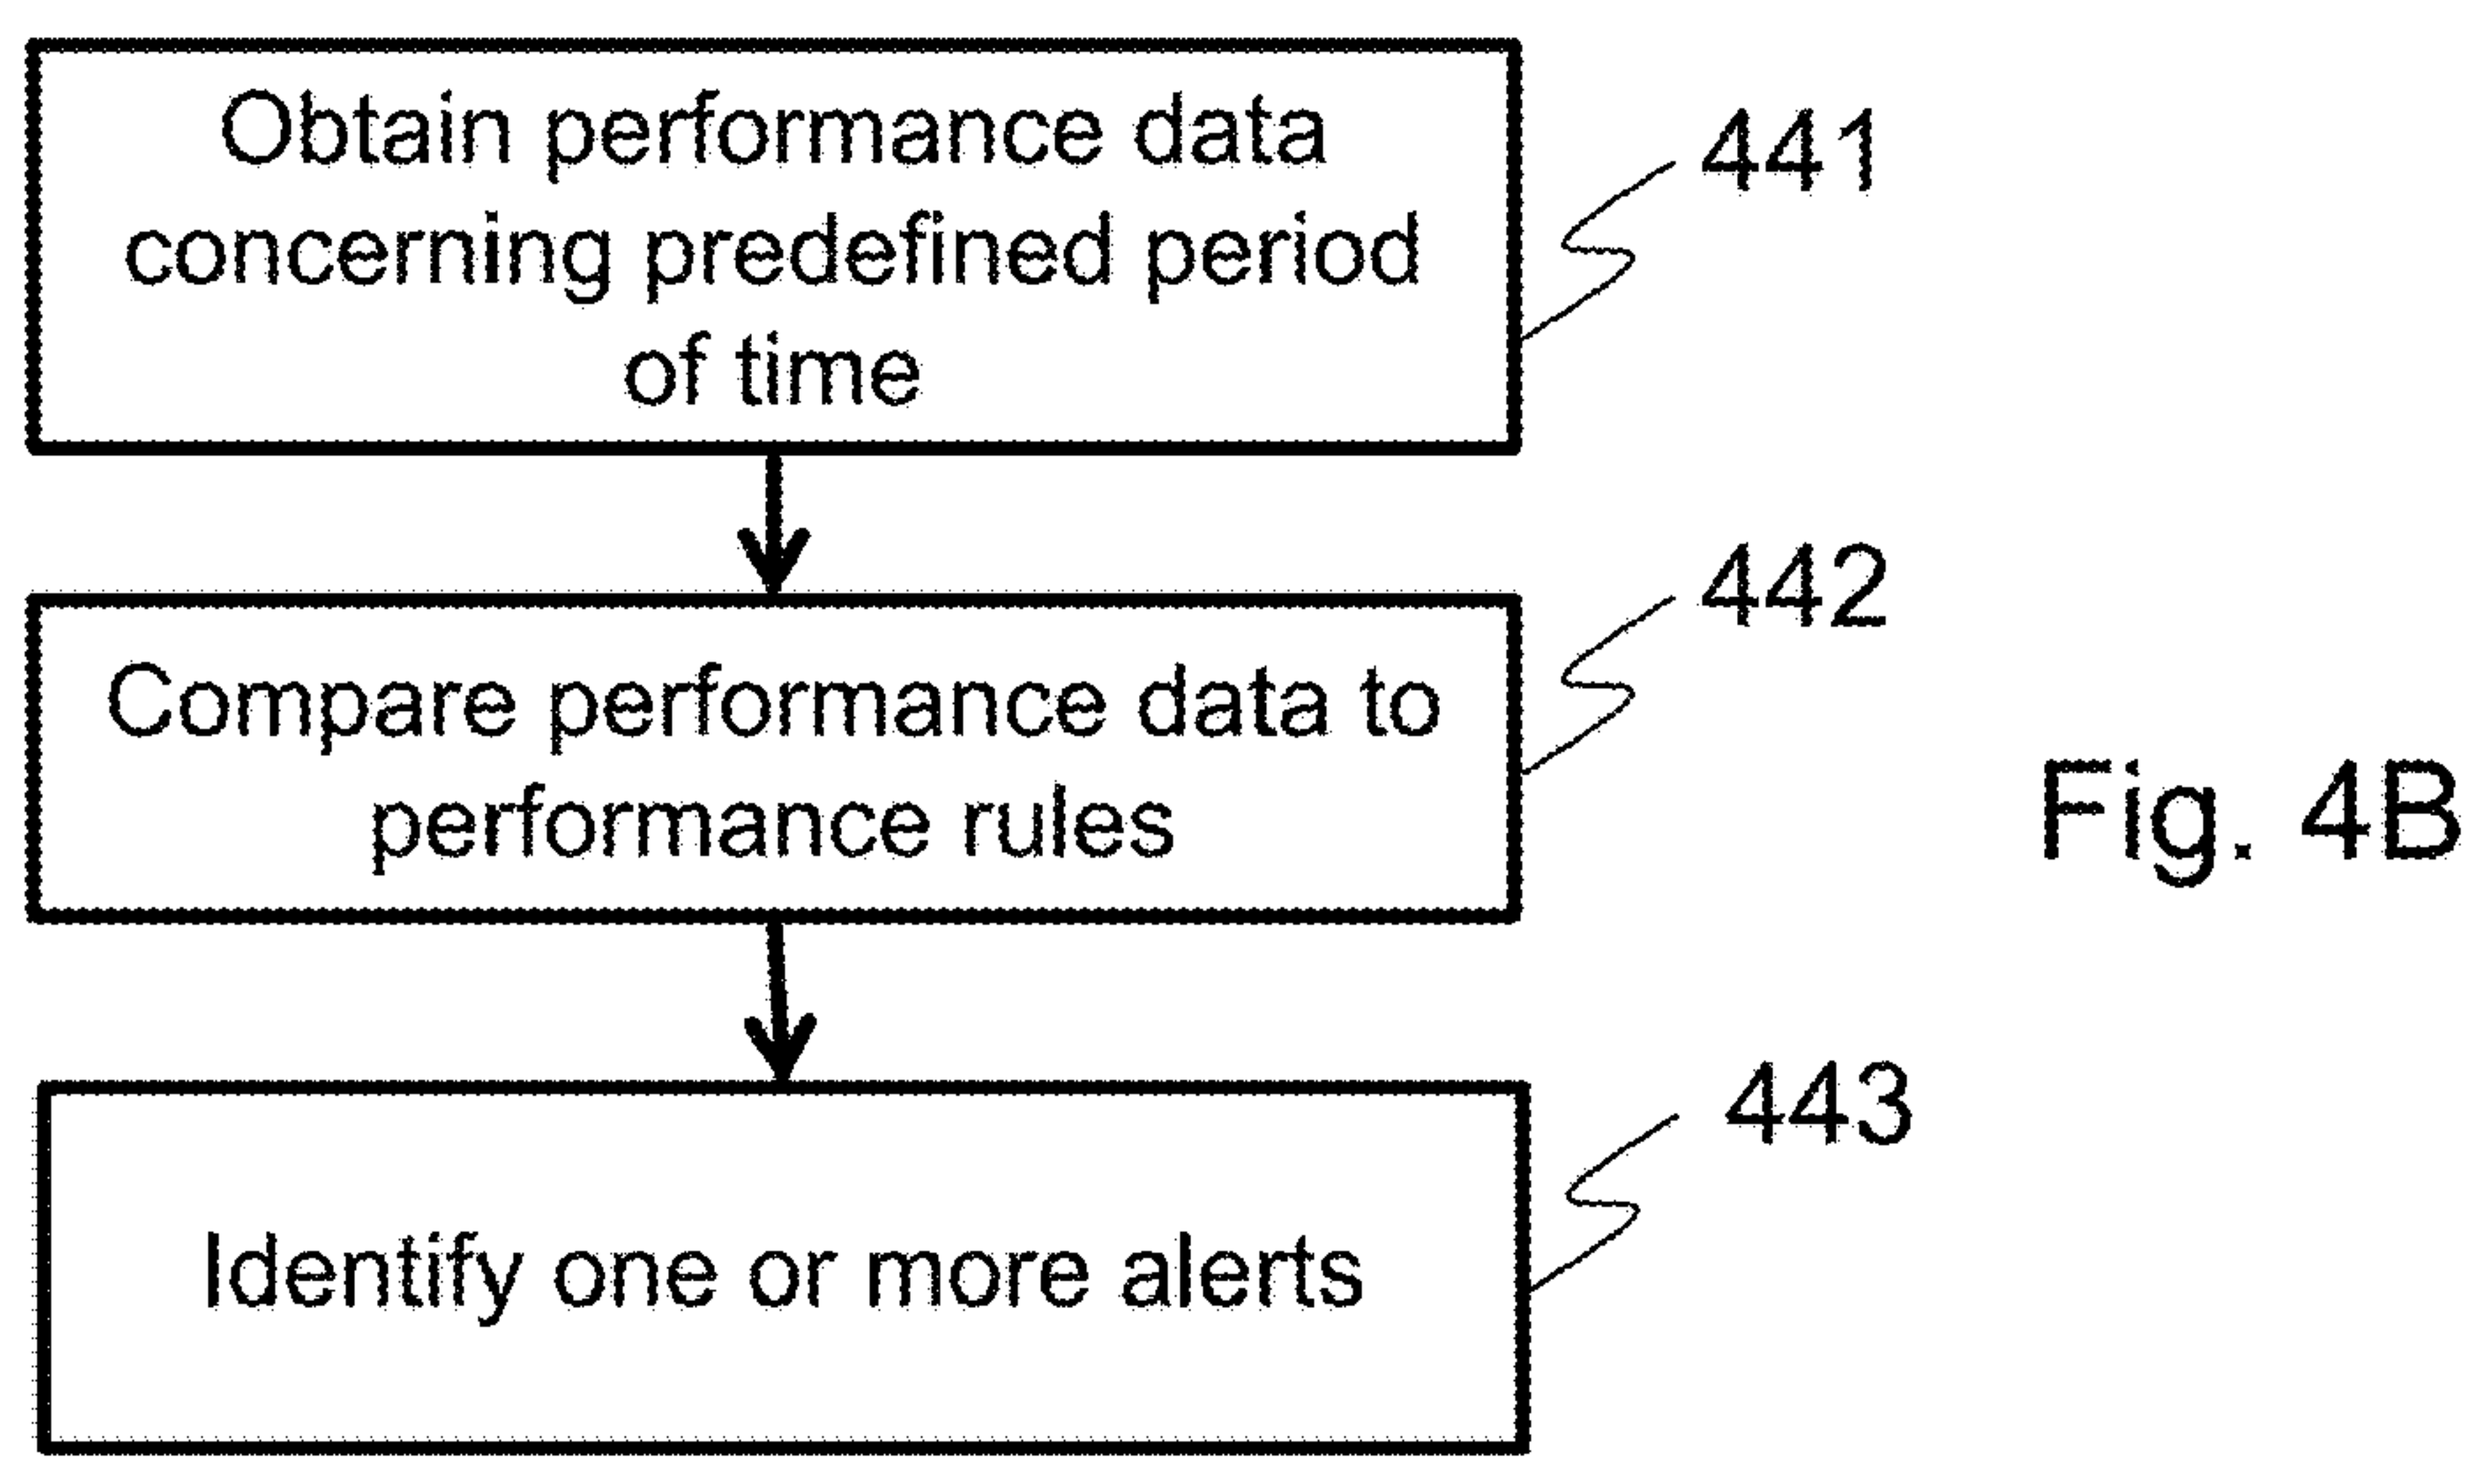 Obtain performance data
concerning predefined period
of time
441
Compare performance data to
performance rules
442
Fig. 4B
Identify one or more alerts
443